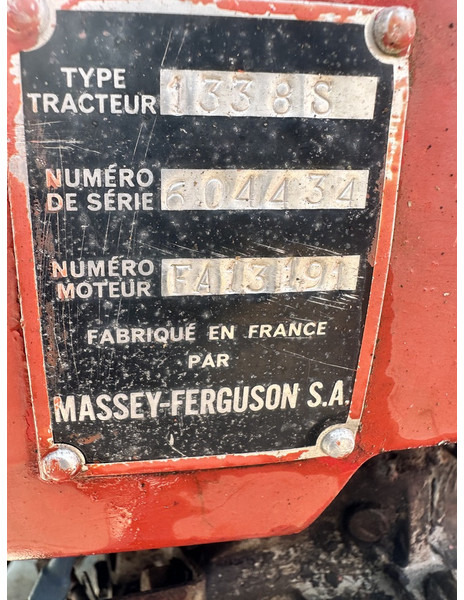 TYPE
TRACTEUR 1338S
NUMÉRO
DE SÉRIE 604434
NUMÉRO
MOTEUR FA13191
FABRIQUÉ EN FRANCE
PAR
MASSEY-FERGUSON S.A.